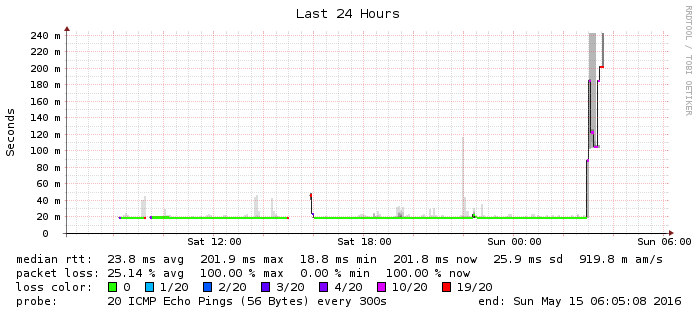 Last 24 Hours
RRDTOOL / TOBI OETIKER
Seconds
240 m
220 m
200 m
180 m
160 m
140 m
120 m
100 m
80 m
60 m
40 m
20 m
0 m
Sat 12:00 Sat 18:00 Sun 00:00 Sun 06:00
median rtt: 23.8 ms avg 201.9 ms max 18.8 ms min 201.8 ms now 25.9 ms sd 919.8 m am/s
packet loss: 25.14 % avg 100.00 % max 0.00 % min 100.00 % now
loss color: 0 1/20 2/20 3/20 4/20 10/20 19/20
probe: 20 ICMP Echo Pings (56 Bytes) every 300s end: Sun May 15 06:05:08 2016